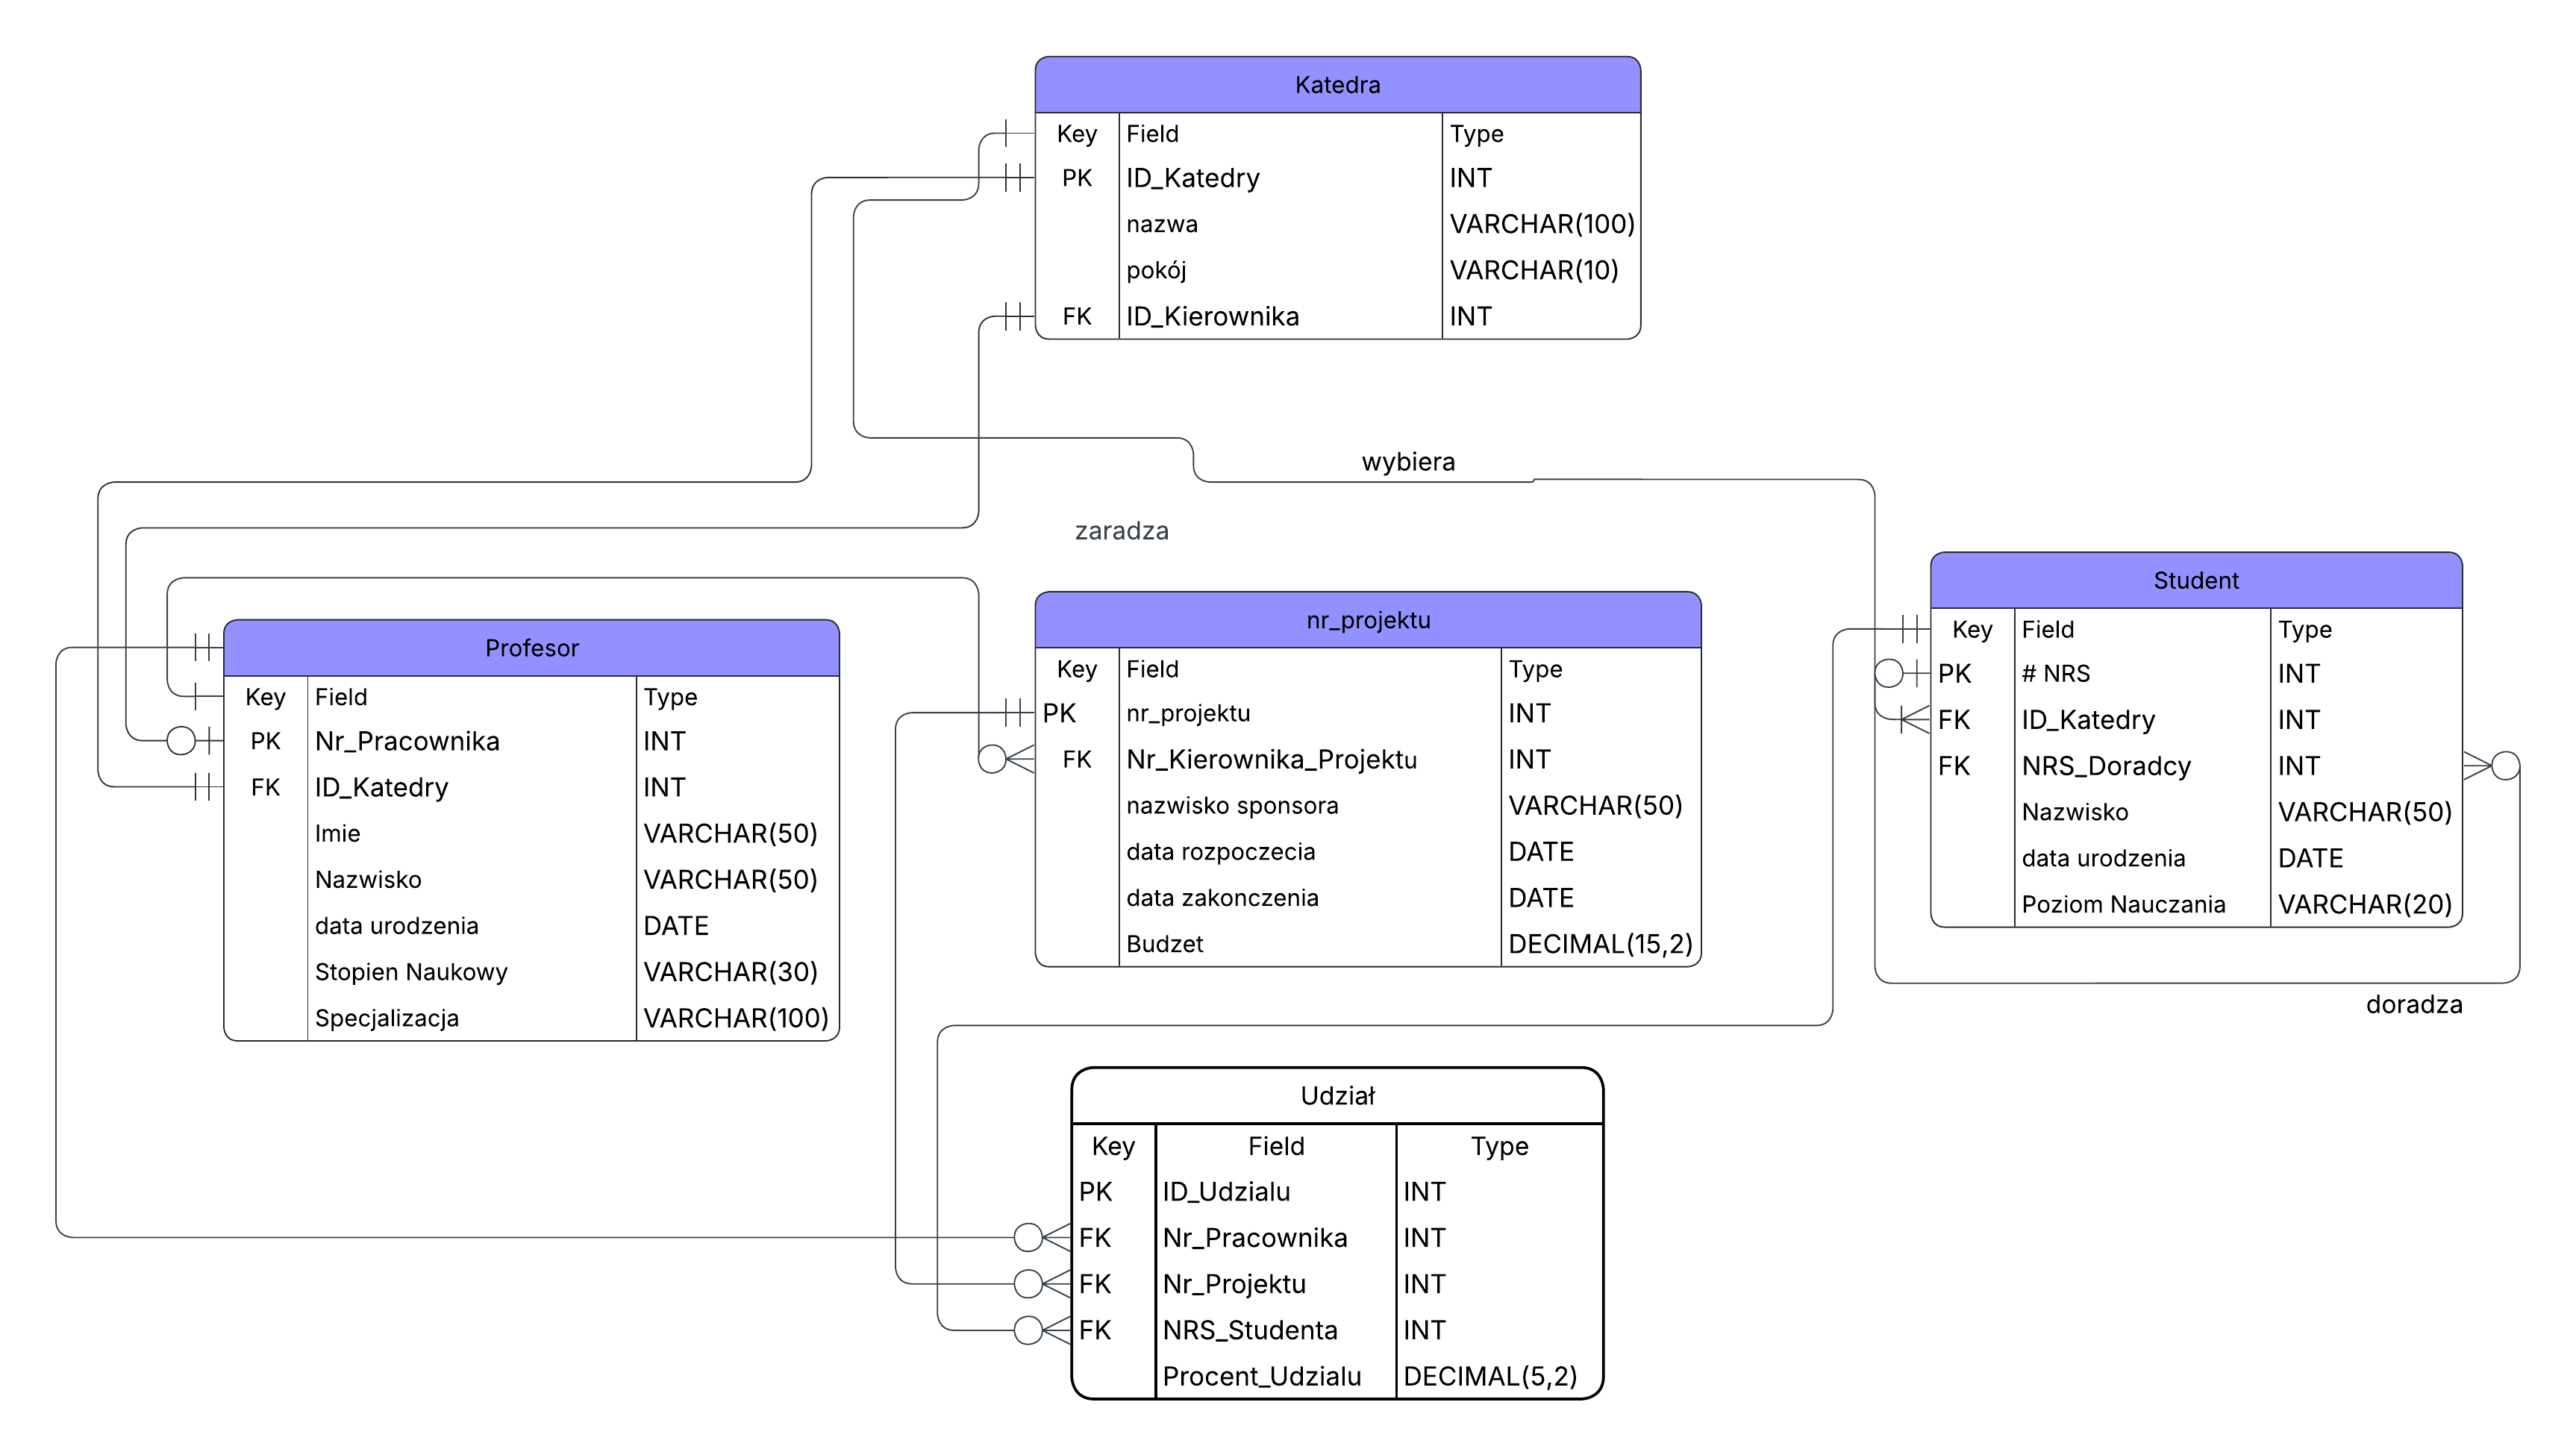 Katedra
Key Field Type
PK ID_Katedry INT
nazwa VARCHAR(100)
pokój VARCHAR(10)
FK ID_Kierownika INT
wybiera
zaradza
Profesor
Key Field Type
PK Nr_Pracownika INT
FK ID_Katedry INT
Imie VARCHAR(50)
Nazwisko VARCHAR(50)
data urodzenia DATE
Stopien Naukowy VARCHAR(30)
Specjalizacja VARCHAR(100)
nr_projektu
Key Field Type
PK nr_projektu INT
FK Nr_Kierownika_Projektu INT
nazwisko sponsora VARCHAR(50)
data rozpoczecia DATE
data zakonczenia DATE
Budzet DECIMAL(15,2)
Student
Key Field Type
PK # NRS INT
FK ID_Katedry INT
FK NRS_Doradcy INT
Nazwisko VARCHAR(50)
data urodzenia DATE
Poziom Nauczania VARCHAR(20)
doradza
Udział
Key Field Type
PK ID_Udzialu INT
FK Nr_Pracownika INT
FK Nr_Projektu INT
FK NRS_Studenta INT
Procent_Udzialu DECIMAL(5,2)